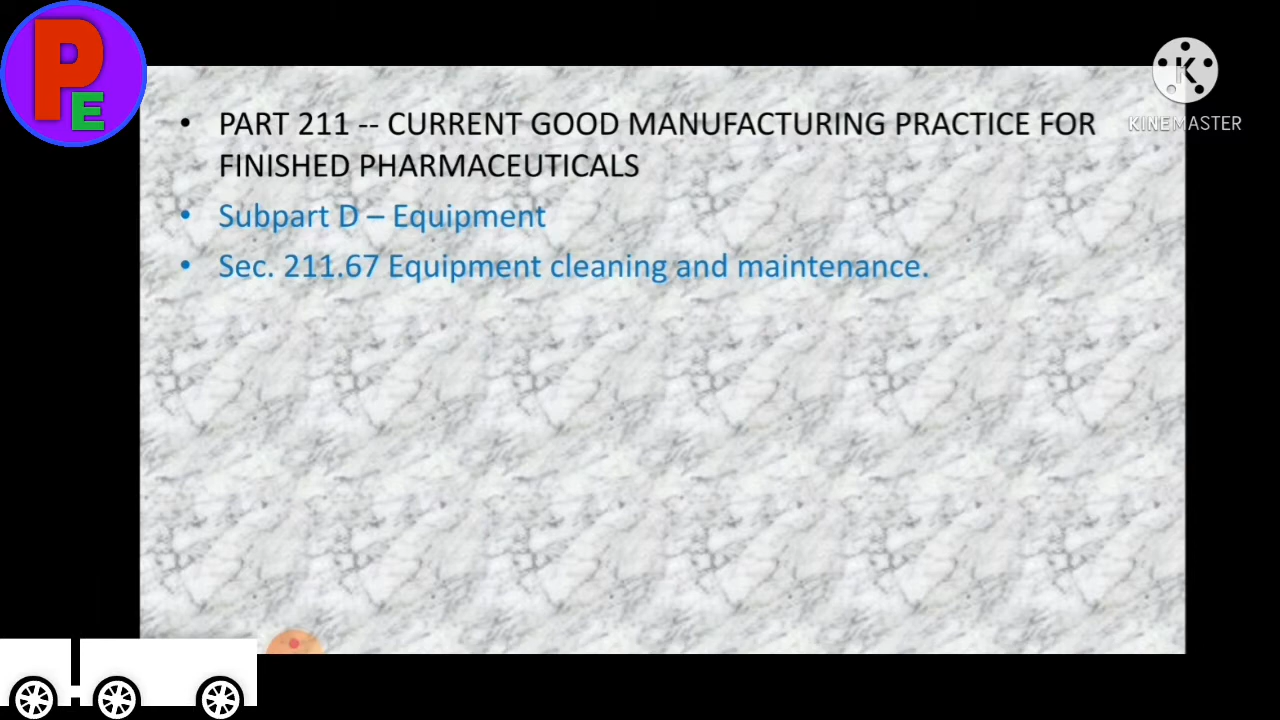 PE
KINEMASTER
• PART 211 -- CURRENT GOOD MANUFACTURING PRACTICE FOR
FINISHED PHARMACEUTICALS
• Subpart D – Equipment
• Sec. 211.67 Equipment cleaning and maintenance.